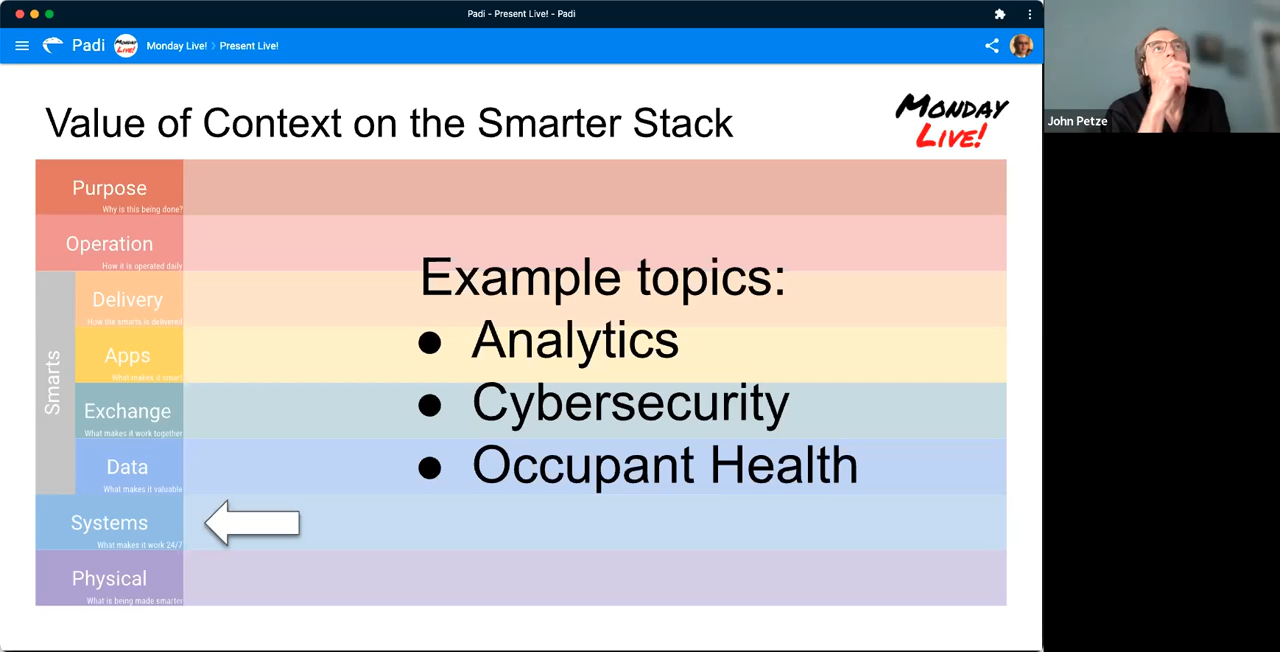 Padi - Present Live! - Padi
Padi
Monday Live!
Monday Live! > Present Live!
Value of Context on the Smarter Stack
Monday
Live!
Purpose
Why is this being done?
Operation
How it is operated daily
Smarts
Delivery
How the smarts is delivered
Apps
What makes it smart
Exchange
What makes it work together
Data
What makes it valuable
Systems
What makes it work 24/7
Physical
What is being made smarter
Example topics:
● Analytics
● Cybersecurity
● Occupant Health
John Petze